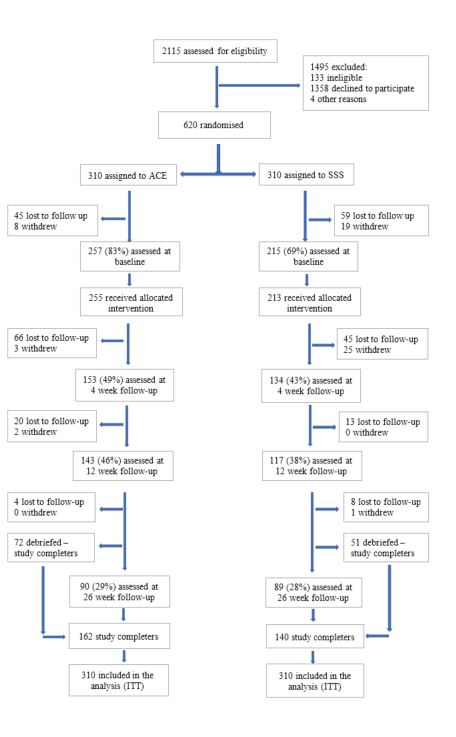 2115 assessed for eligibility
1495 excluded:
133 ineligible
1358 declined to participate
4 other reasons
620 randomised
310 assigned to ACE
310 assigned to SSS
45 lost to follow up
8 withdrew
59 lost to follow up
19 withdrew
257 (83%) assessed at
baseline
215 (69%) assessed at
baseline
255 received allocated
intervention
213 received allocated
intervention
66 lost to follow-up
3 withdrew
45 lost to follow-up
25 withdrew
153 (49%) assessed at
4 week follow-up
134 (43%) assessed at
4 week follow-up
20 lost to follow-up
2 withdrew
13 lost to follow-up
0 withdrew
143 (46%) assessed at
12 week follow-up
117 (38%) assessed at
12 week follow-up
4 lost to follow-up
0 withdrew
8 lost to follow-up
1 withdrew
72 debriefed –
study completers
51 debriefed –
study completers
90 (29%) assessed at
26 week follow-up
89 (28%) assessed at
26 week follow-up
162 study completers
140 study completers
310 included in the
analysis (ITT)
310 included in the
analysis (ITT)